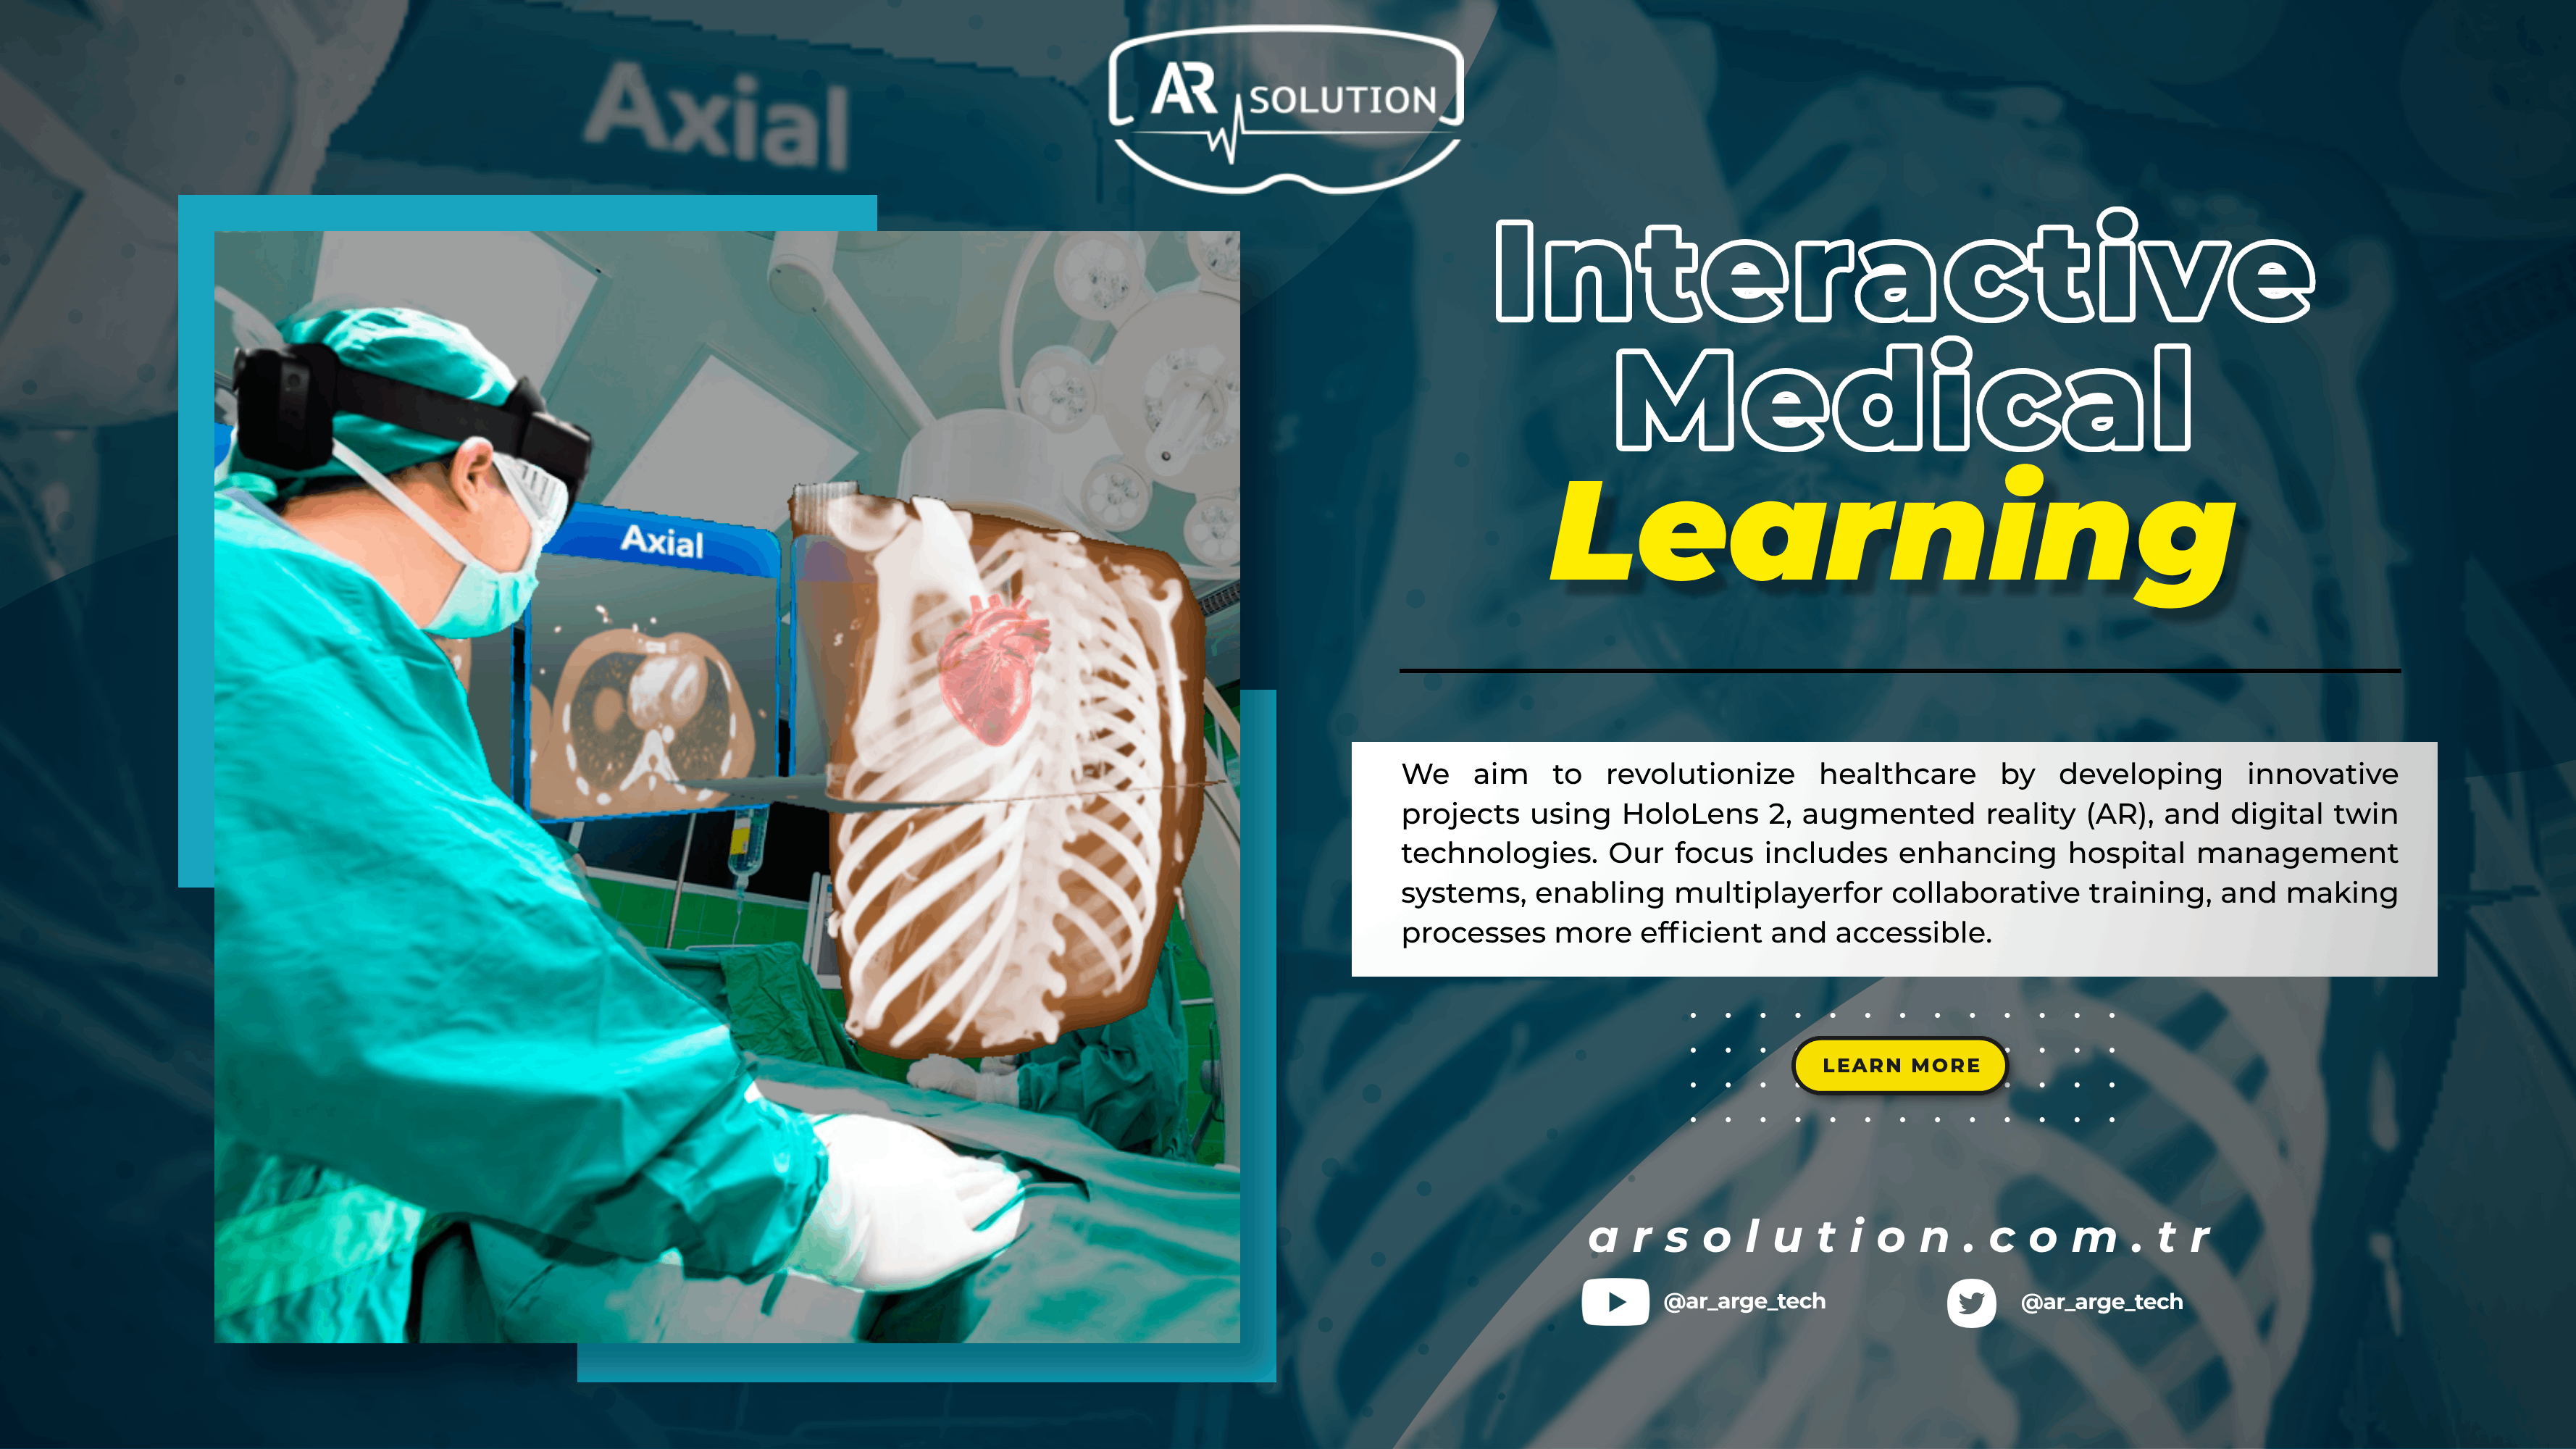 Axial
AR SOLUTION
Interactive
Medical
Learning
Axial
We aim to revolutionize healthcare by developing innovative
projects using HoloLens 2, augmented reality (AR), and digital twin
technologies. Our focus includes enhancing hospital management
systems, enabling multiplayerfor collaborative training, and making
processes more efficient and accessible.
LEARN MORE
arsolution.com.tr
@ar_arge_tech
@ar_arge_tech